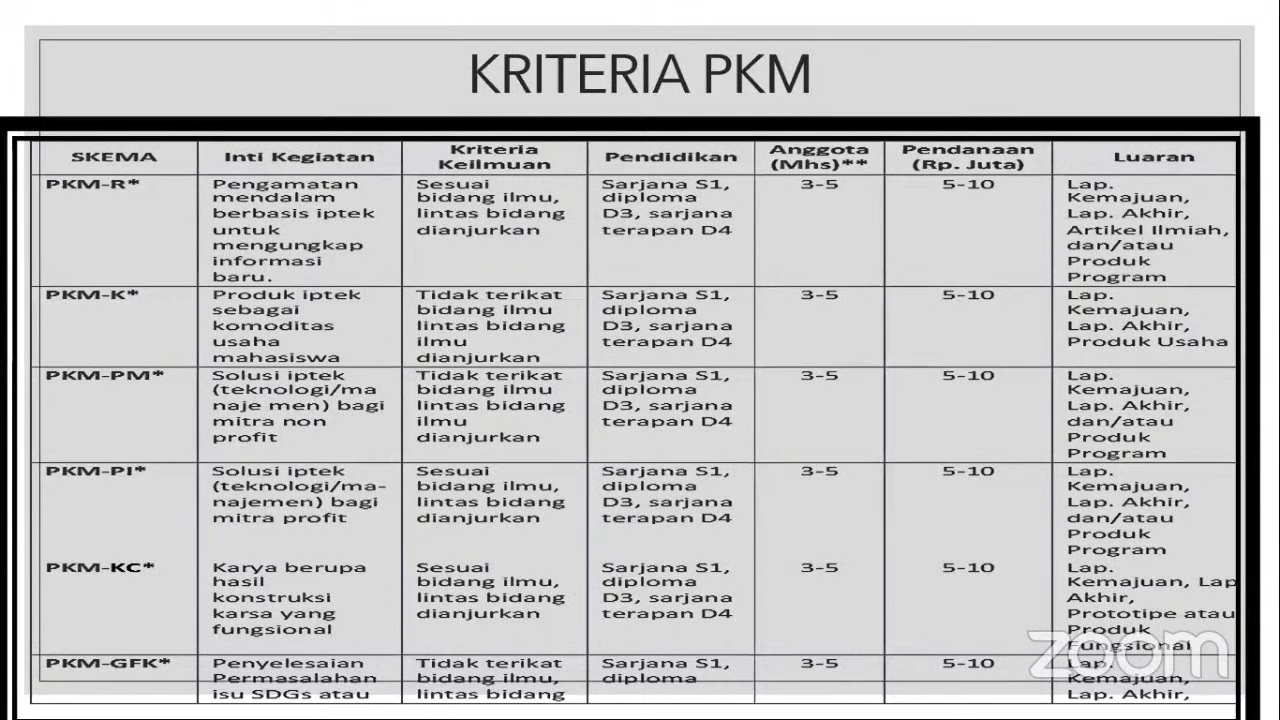 KRITERIA PKM
SKEMA
Inti Kegiatan
Kriteria
Keilmuan
Pendidikan
Anggota
(Mhs)**
Pendanaan
(Rp. Juta)
Luaran
PKM-R*
Pengamatan
mendalam
berbasis iptek
untuk
mengungkap
informasi
baru.
Sesuai
bidang ilmu,
lintas bidang
dianjurkan
Sarjana S1,
diploma
D3, sarjana
terapan D4
3-5
5-10
Lap.
Kemajuan,
Lap. Akhir,
Artikel Ilmiah,
dan/atau
Produk
Program
PKM-K*
Produk iptek
sebagai
komoditas
usaha
mahasiswa
Tidak terikat
bidang ilmu
lintas bidang
ilmu
dianjurkan
Sarjana S1,
diploma
D3, sarjana
terapan D4
3-5
5-10
Lap.
Kemajuan,
Lap. Akhir,
Produk Usaha
PKM-PM*
Solusi iptek
(teknologi/ma
naje men) bagi
mitra non
profit
Tidak terikat
bidang ilmu
lintas bidang
ilmu
dianjurkan
Sarjana S1,
diploma
D3, sarjana
terapan D4
3-5
5-10
Lap.
Kemajuan,
Lap. Akhir,
dan/atau
Produk
Program
PKM-PI*
Solusi iptek
(teknologi/ma-
najemen) bagi
mitra profit
Sesuai
bidang ilmu,
lintas bidang
dianjurkan
Sarjana S1,
diploma
D3, sarjana
terapan D4
3-5
5-10
Lap.
Kemajuan,
Lap. Akhir,
dan/atau
Produk
Program
PKM-KC*
Karya berupa
hasil
konstruksi
karsa yang
fungsional
Sesuai
bidang ilmu,
lintas bidang
dianjurkan
Sarjana S1,
diploma
D3, sarjana
terapan D4
3-5
5-10
Lap.
Kemajuan, Lap
Akhir,
Prototipe atau
Produk
Fungsional
PKM-GFK*
Penyelesaian
Permasalahan
isu SDGs atau
Tidak terikat
bidang ilmu,
lintas bidang
Sarjana S1,
diploma
3-5
5-10
Lap.
Kemajuan,
Lap. Akhir,
zoom